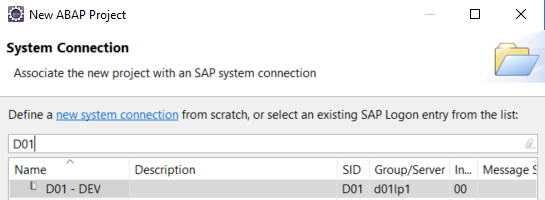 New ABAP Project
System Connection
Associate the new project with an SAP system connection
Define a new system connection from scratch, or select an existing SAP Logon entry from the list:
D01
Name Description SID Group/Server In... Message S
D01 - DEV D01 d01lp1 00